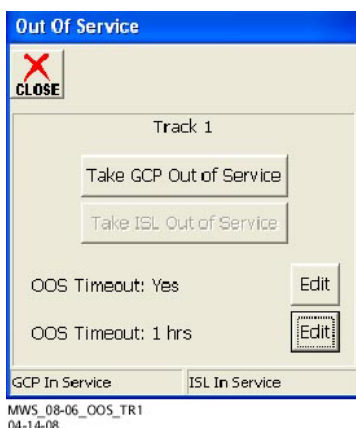 Out Of Service
CLOSE
Track 1
Take GCP Out of Service
Take ISL Out of Service
OOS Timeout: Yes Edit
OOS Timeout: 1 hrs Edit
GCP In Service ISL In Service
MWS_08-06_OOS_TR1
04-14-08